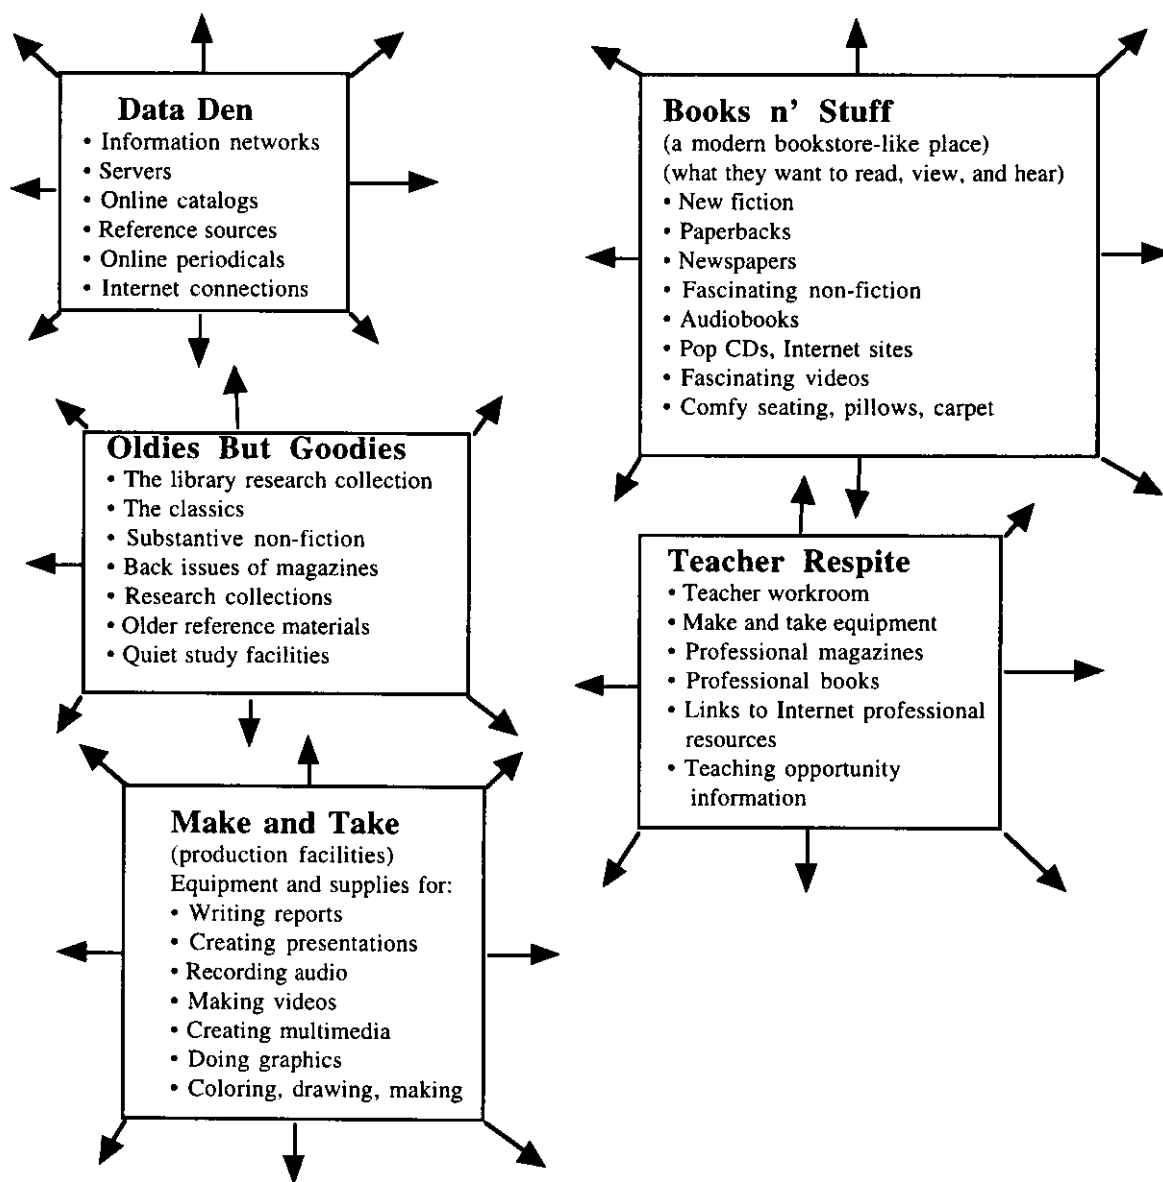 Data Den
• Information networks
• Servers
• Online catalogs
• Reference sources
• Online periodicals
• Internet connections
Oldies But Goodies
• The library research collection
• The classics
• Substantive non-fiction
• Back issues of magazines
• Research collections
• Older reference materials
• Quiet study facilities
Make and Take
(production facilities)
Equipment and supplies for:
• Writing reports
• Creating presentations
• Recording audio
• Making videos
• Creating multimedia
• Doing graphics
• Coloring, drawing, making
Books n' Stuff
(a modern bookstore-like place)
(what they want to read, view, and hear)
• New fiction
• Paperbacks
• Newspapers
• Fascinating non-fiction
• Audiobooks
• Pop CDs, Internet sites
• Fascinating videos
• Comfy seating, pillows, carpet
Teacher Respite
• Teacher workroom
• Make and take equipment
• Professional magazines
• Professional books
• Links to Internet professional
resources
• Teaching opportunity
information